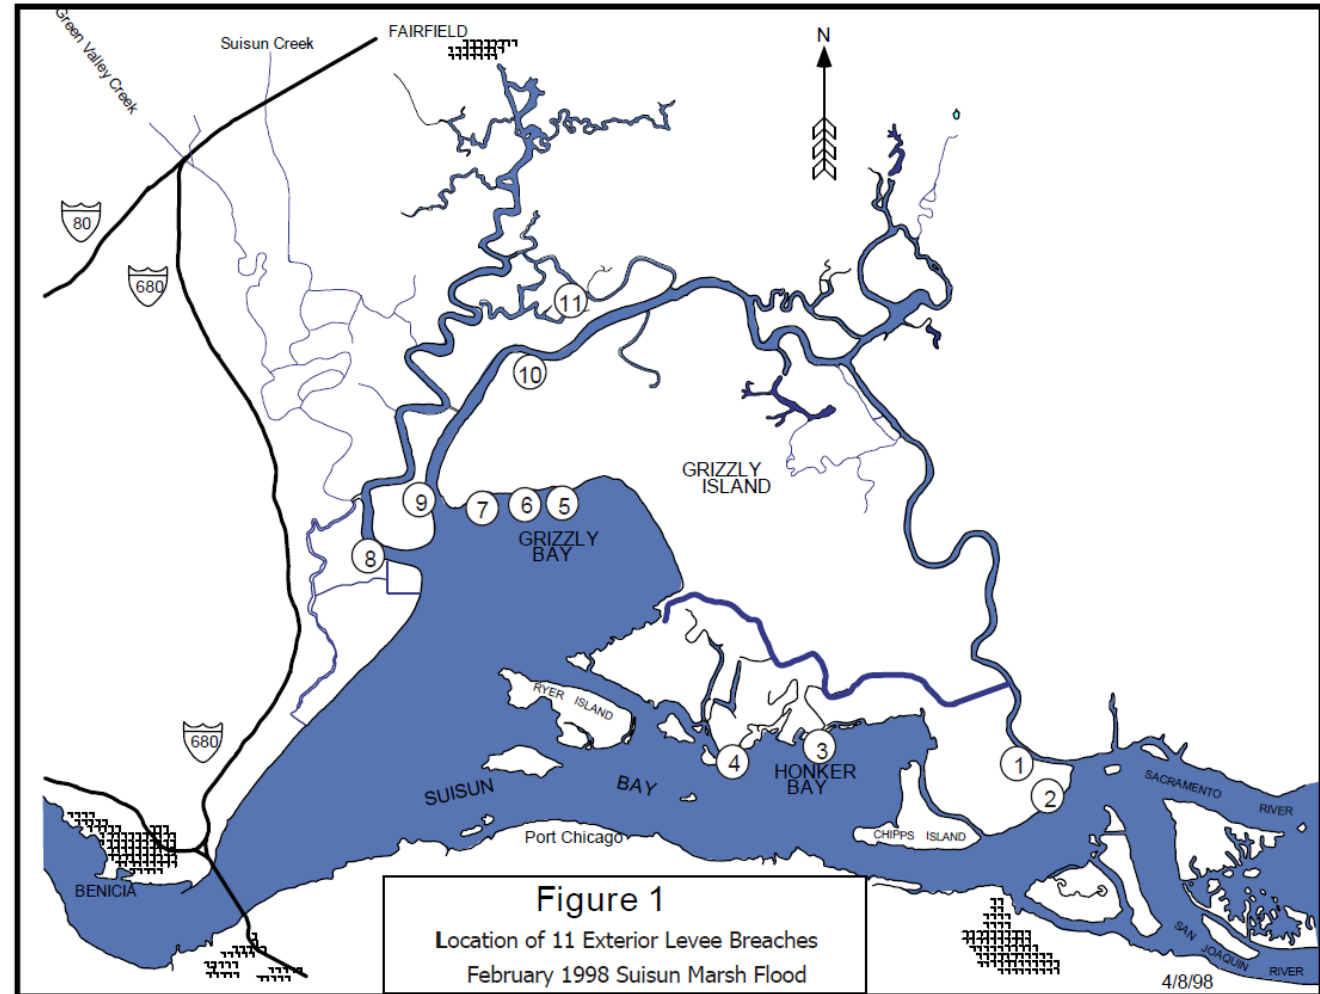 Green Valley Creek
Suisun Creek
FAIRFIELD
N
80
680
11
10
GRIZZLY
ISLAND
9
7
6
5
GRIZZLY
BAY
8
RYER ISLAND
680
4
3
HONKER
BAY
1
2
SUISUN
BAY
SACRAMENTO
RIVER
Port Chicago
CHIPPS ISLAND
BENICIA
SAN JOAQUIN
RIVER
Figure 1
Location of 11 Exterior Levee Breaches
February 1998 Suisun Marsh Flood
4/8/98